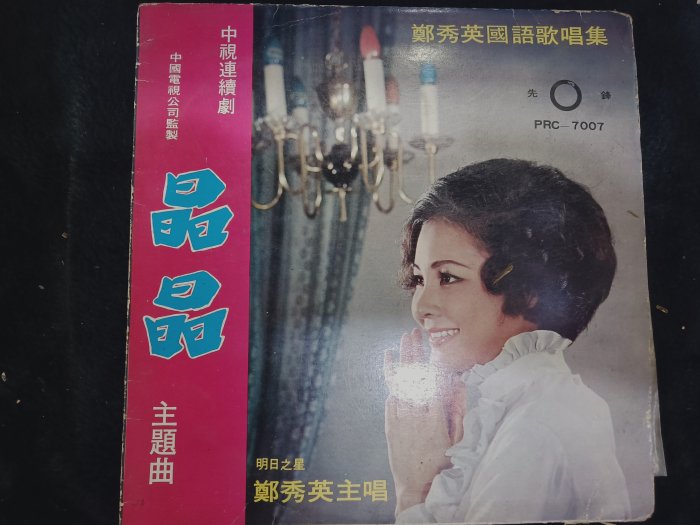 中視連續劇
中國電視公司監製
晶晶
主題曲
鄭秀英國語歌唱集
先鋒
PRC—7007
明日之星
鄭秀英主唱